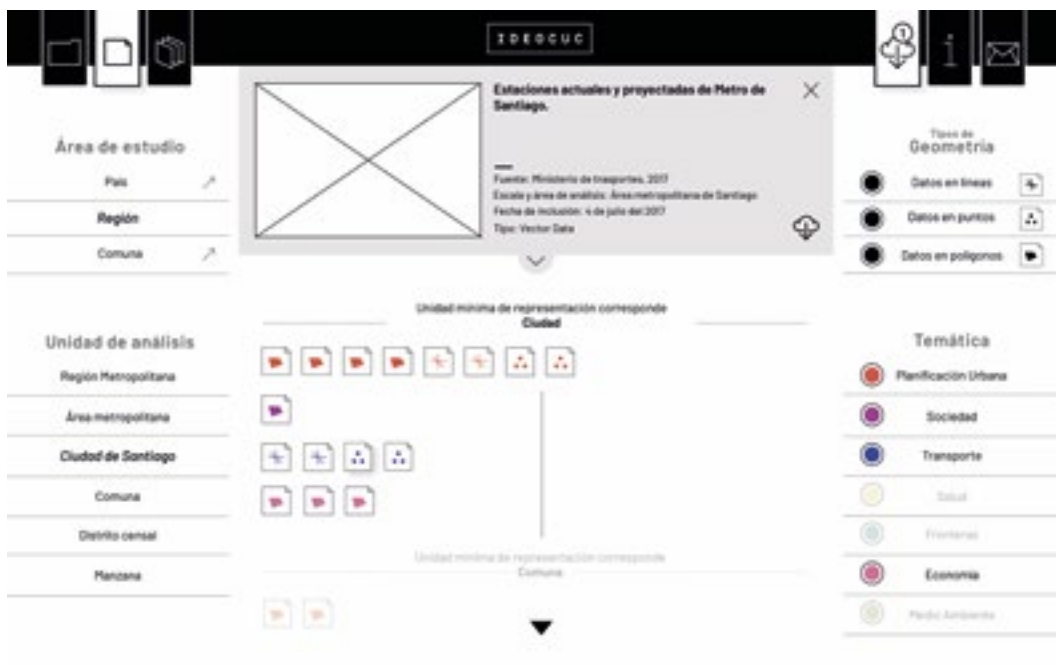 IDEOCUC
1
i
Estaciones actuales y proyectadas de Metro de
Santiago.
Fuente: Ministerio de trasportes, 2017
Escala y área de análisis: Área metropolitana de Santiago
Fecha de inclusión: 4 de julio del 2017
Tipo: Vector Data
Área de estudio
País
Región
Comuna
Unidad de análisis
Región Metropolitana
Área metropolitana
Ciudad de Santiago
Comuna
Distrito censal
Manzana
Unidad mínima de representación corresponde
Ciudad
Unidad mínima de representación corresponde
Comuna
Tipos de
Geometría
Datos en líneas
Datos en puntos
Datos en polígonos
Temática
Planificación Urbana
Sociedad
Transporte
Salud
Fronteras
Economía
Medio Ambiente